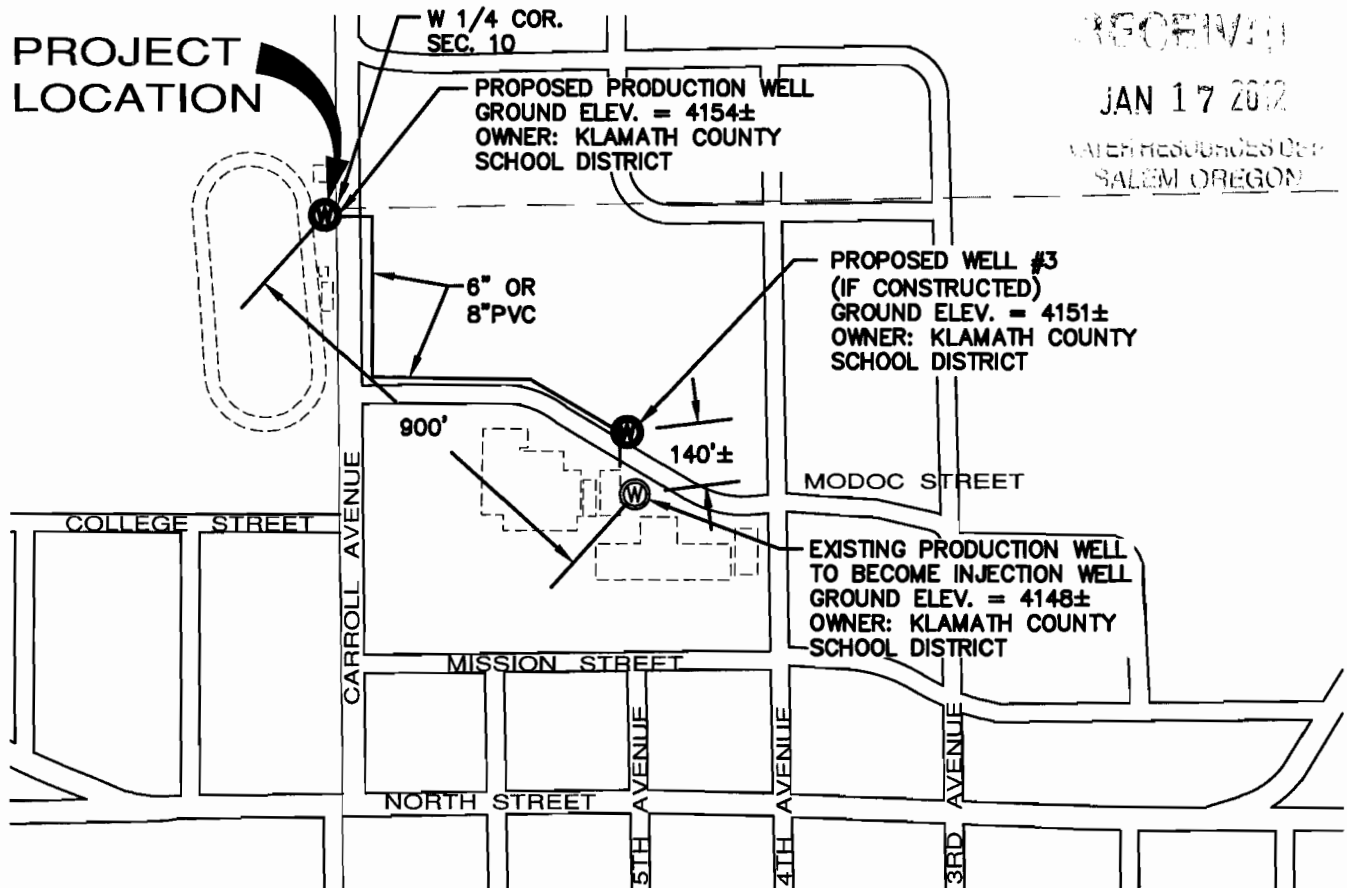 W 1/4 COR.
SEC. 10
PROJECT
LOCATION
JAN 17 2012
SALEM OREGON
PROPOSED PRODUCTION WELL
GROUND ELEV. = 4154±
OWNER: KLAMATH COUNTY
SCHOOL DISTRICT
W
6" OR
8"PVC
PROPOSED WELL #3
(IF CONSTRUCTED)
GROUND ELEV. = 4151±
OWNER: KLAMATH COUNTY
SCHOOL DISTRICT
900'
W
140'±
W
MODOC STREET
COLLEGE STREET
CARROLL AVENUE
EXISTING PRODUCTION WELL
TO BECOME INJECTION WELL
GROUND ELEV. = 4148±
OWNER: KLAMATH COUNTY
SCHOOL DISTRICT
MISSION STREET
NORTH STREET
5TH AVENUE
4TH AVENUE
3RD AVENUE